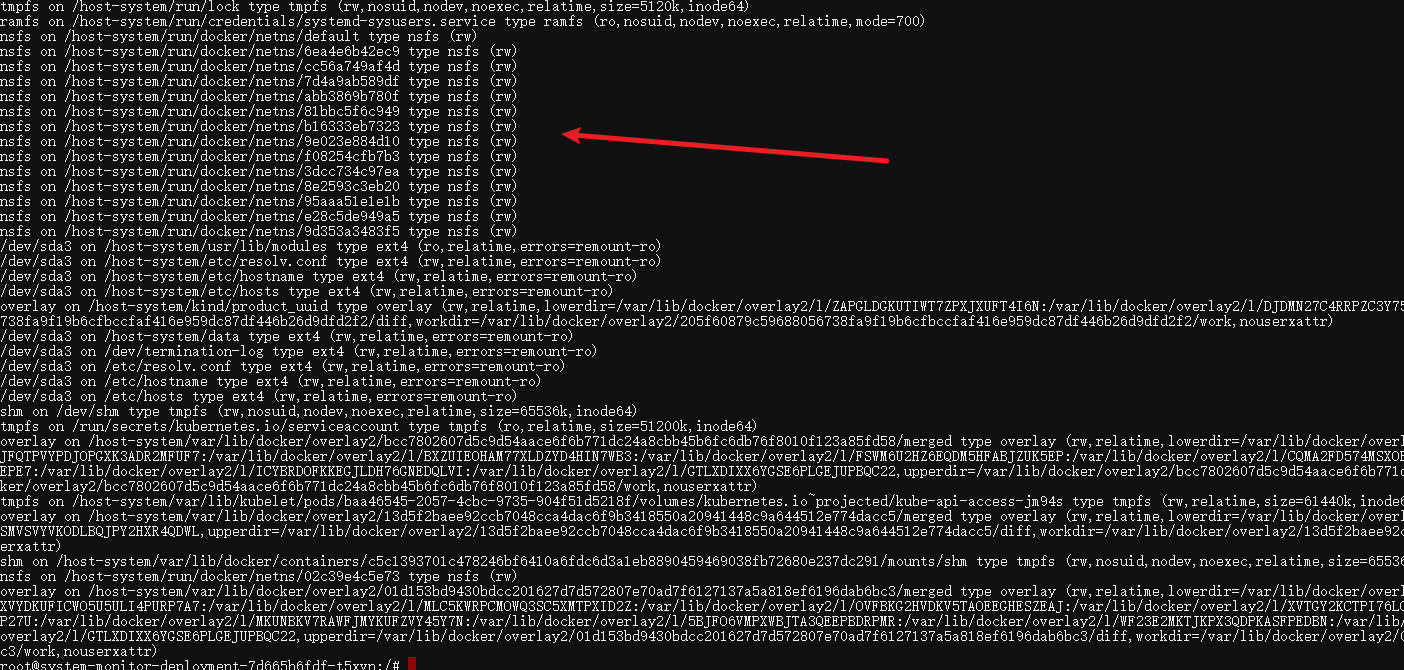 tmpfs on /host-system/run/lock type tmpfs (rw,nosuid,nodev,noexec,relatime,size=5120k,inode64)
ramfs on /host-system/run/credentials/systemd-sysusers.service type ramfs (ro,nosuid,nodev,noexec,relatime,mode=700)
nsfs on /host-system/run/docker/netns/default type nsfs (rw)
nsfs on /host-system/run/docker/netns/6ea4e6b42ec9 type nsfs (rw)
nsfs on /host-system/run/docker/netns/cc56a749af4d type nsfs (rw)
nsfs on /host-system/run/docker/netns/7d4a9ab589df type nsfs (rw)
nsfs on /host-system/run/docker/netns/abb3869b780f type nsfs (rw)
nsfs on /host-system/run/docker/netns/81bbc5f6c949 type nsfs (rw)
nsfs on /host-system/run/docker/netns/b16333eb7323 type nsfs (rw)
nsfs on /host-system/run/docker/netns/9e023e884d10 type nsfs (rw)
nsfs on /host-system/run/docker/netns/f08254cfb7b3 type nsfs (rw)
nsfs on /host-system/run/docker/netns/3dcc734c97ea type nsfs (rw)
nsfs on /host-system/run/docker/netns/8e2593c3eb20 type nsfs (rw)
nsfs on /host-system/run/docker/netns/95aaa51e1e1b type nsfs (rw)
nsfs on /host-system/run/docker/netns/e28c5de949a5 type nsfs (rw)
nsfs on /host-system/run/docker/netns/9d353a3483f5 type nsfs (rw)
/dev/sda3 on /host-system/usr/lib/modules type ext4 (ro,relatime,errors=remount-ro)
/dev/sda3 on /host-system/etc/resolv.conf type ext4 (rw,relatime,errors=remount-ro)
/dev/sda3 on /host-system/etc/hostname type ext4 (rw,relatime,errors=remount-ro)
/dev/sda3 on /host-system/etc/hosts type ext4 (rw,relatime,errors=remount-ro)
overlay on /host-system/kind/product_uuid type overlay (rw,relatime,lowerdir=/var/lib/docker/overlay2/l/ZAPGLDGKUTIWT7ZPXJXUFT4I6N:/var/lib/docker/overlay2/l/DJDMN27C4RRPZC3Y75
738fa9f19b6cfbccfaf416e959dc87df446b26d9dfd2f2/diff,workdir=/var/lib/docker/overlay2/205f60879c59688056738fa9f19b6cfbccfaf416e959dc87df446b26d9dfd2f2/work,nouserxattr)
/dev/sda3 on /host-system/data type ext4 (rw,relatime,errors=remount-ro)
/dev/sda3 on /dev/termination-log type ext4 (rw,relatime,errors=remount-ro)
/dev/sda3 on /etc/resolv.conf type ext4 (rw,relatime,errors=remount-ro)
/dev/sda3 on /etc/hostname type ext4 (rw,relatime,errors=remount-ro)
/dev/sda3 on /etc/hosts type ext4 (rw,relatime,errors=remount-ro)
shm on /dev/shm type tmpfs (rw,nosuid,nodev,noexec,relatime,size=65536k,inode64)
tmpfs on /run/secrets/kubernetes.io/serviceaccount type tmpfs (ro,relatime,size=51200k,inode64)
overlay on /host-system/var/lib/docker/overlay2/bcc7802607d5c9d54aace6f6b771dc24a8cbb45b6fc6db76f8010f123a85fd58/merged type overlay (rw,relatime,lowerdir=/var/lib/docker/overl
JFQTPVYPDJOPGXK3ADR2MFUF7:/var/lib/docker/overlay2/l/BXZUIEOHAM77XLDZYD4HIN7WB3:/var/lib/docker/overlay2/l/FSWM6U2HZ6EQDM5HFABJZUK5EP:/var/lib/docker/overlay2/l/CQMA2FD574MSXOE
EPE7:/var/lib/docker/overlay2/l/ICYBRDOFKKEGJLDH76GNEDQLVI:/var/lib/docker/overlay2/l/GTLXDIXX6YGSE6PLGEJUPBQC22,upperdir=/var/lib/docker/overlay2/bcc7802607d5c9d54aace6f6b771d
ker/overlay2/bcc7802607d5c9d54aace6f6b771dc24a8cbb45b6fc6db76f8010f123a85fd58/work,nouserxattr)
tmpfs on /host-system/var/lib/kubelet/pods/baa46545-2057-4cbc-9735-904f51d5218f/volumes/kubernetes.io~projected/kube-api-access-jm94s type tmpfs (rw,relatime,size=61440k,inode6
overlay on /host-system/var/lib/docker/overlay2/13d5f2baee92ccb7048cca4dac6f9b3418550a20941448c9a644512e774dacc5/merged type overlay (rw,relatime,lowerdir=/var/lib/docker/overl
SMVSVYVKODLBQJPY2HXR4QDWL,upperdir=/var/lib/docker/overlay2/13d5f2baee92ccb7048cca4dac6f9b3418550a20941448c9a644512e774dacc5/diff,workdir=/var/lib/docker/overlay2/13d5f2baee92c
erxattr)
shm on /host-system/var/lib/docker/containers/c5c1393701c478246bf6410a6fdc6d3a1eb8890459469038fb72680e237dc291/mounts/shm type tmpfs (rw,nosuid,nodev,noexec,relatime,size=65536
nsfs on /host-system/run/docker/netns/02c39e4c5e73 type nsfs (rw)
overlay on /host-system/var/lib/docker/overlay2/01d153bd9430bdcc201627d7d572807e70ad7f6127137a5a818ef6196dab6bc3/merged type overlay (rw,relatime,lowerdir=/var/lib/docker/overl
XVYDKUFICWO5U5ULI4PURP7A7:/var/lib/docker/overlay2/l/MLC5KWRPCMOWQ3SC5XMTPXID2Z:/var/lib/docker/overlay2/l/OVFBKG2HVDKV5TAOEEGHESZEAJ:/var/lib/docker/overlay2/l/XVTGY2KCTPI76LO
P27U:/var/lib/docker/overlay2/l/MKUNBKV7RAWFJMYKUFZVY45Y7N:/var/lib/docker/overlay2/l/5BJFO6VMPXWBJTA3QEEPBDRPMR:/var/lib/docker/overlay2/l/WF23E2MKTJKPX3QDPKASFPEDBN:/var/lib/
overlay2/l/GTLXDIXX6YGSE6PLGEJUPBQC22,upperdir=/var/lib/docker/overlay2/01d153bd9430bdcc201627d7d572807e70ad7f6127137a5a818ef6196dab6bc3/diff,workdir=/var/lib/docker/overlay2/0
c3/work,nouserxattr)
root@system-monitor-deployment-7d665b6fdf-t5xvn:/#